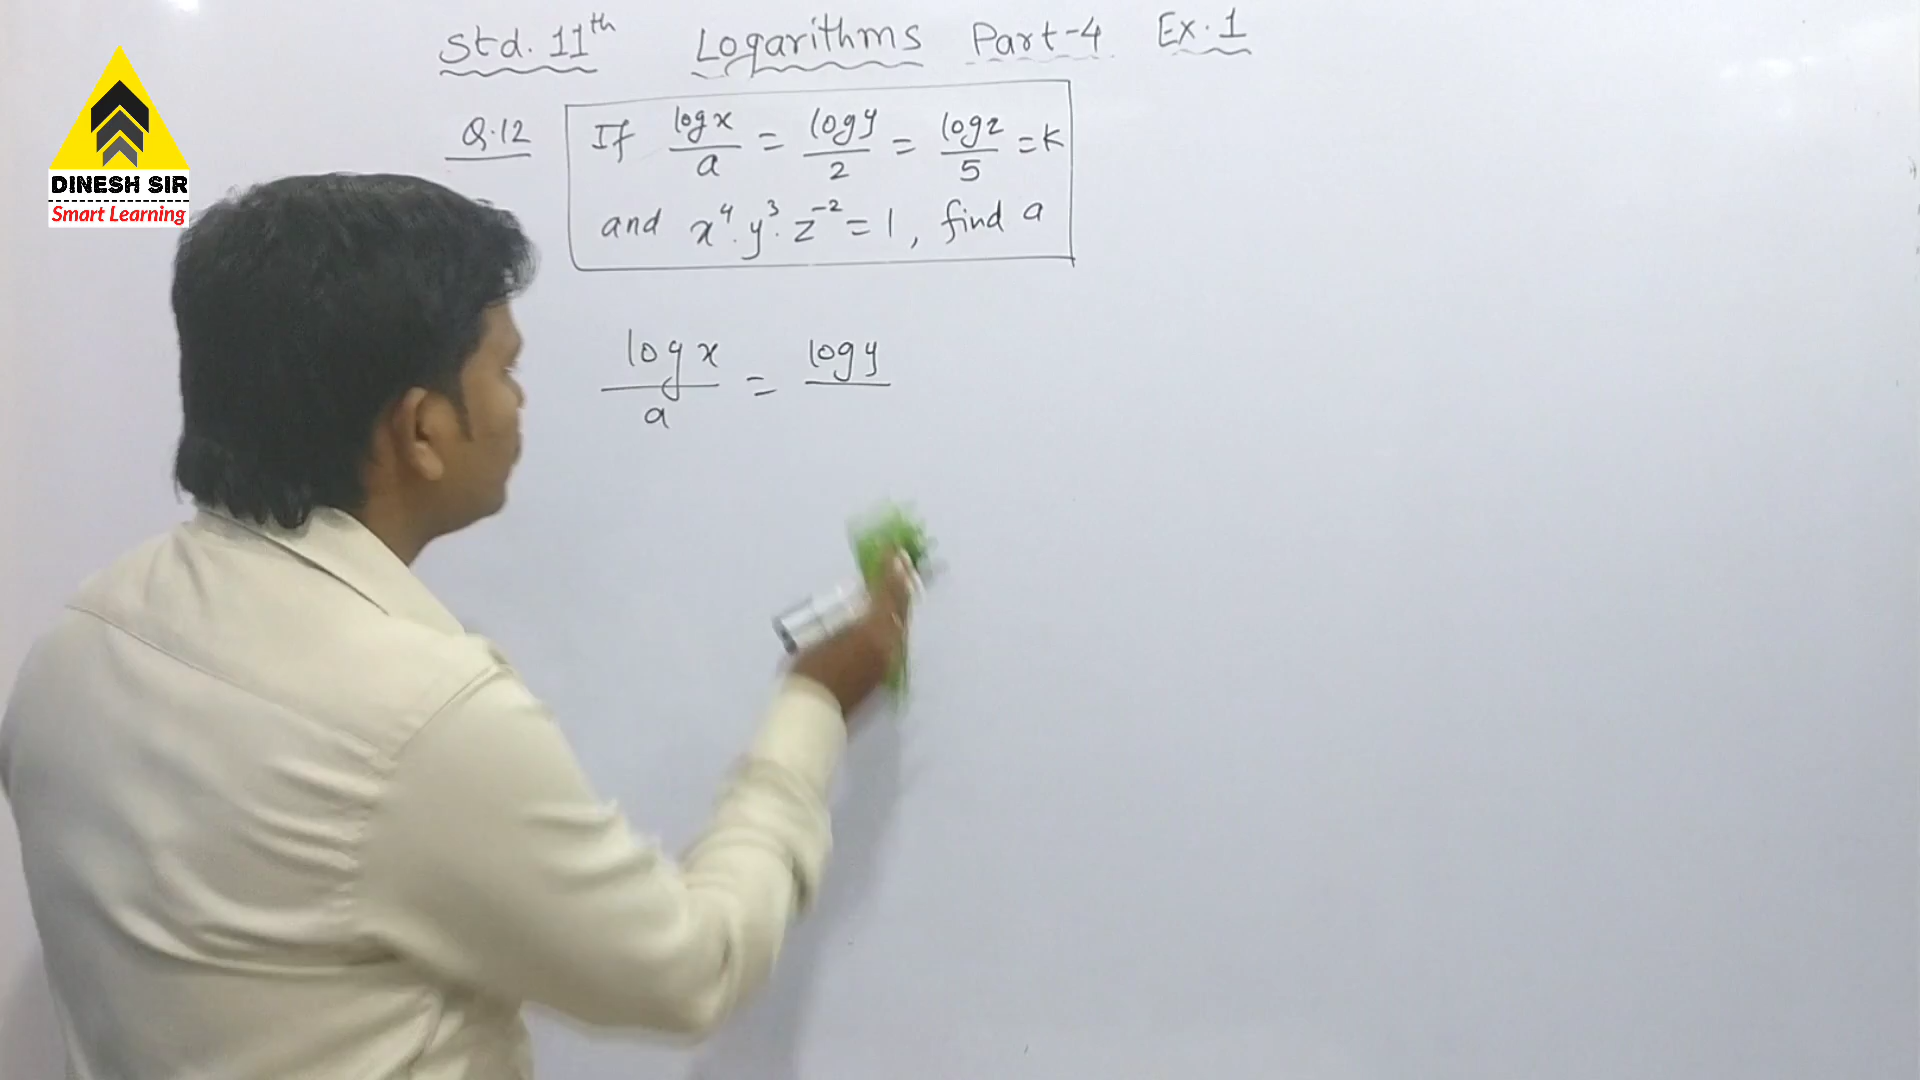 Std. 11th Logarithms Part-4 Ex. 1
DINESH SIR
Smart Learning
Q.12 If log x / a = log y / 2 = log z / 5 = k
and x⁴. y³. z⁻² = 1, find a
log x / a = log y